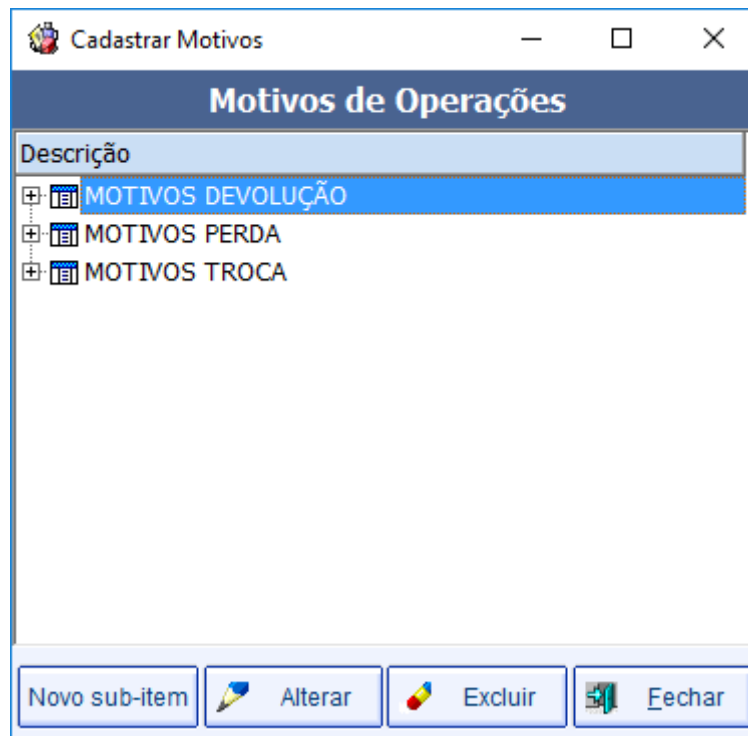 Cadastrar Motivos
Motivos de Operações
Descrição
MOTIVOS DEVOLUÇÃO
MOTIVOS PERDA
MOTIVOS TROCA
Novo sub-item Alterar Excluir Fechar